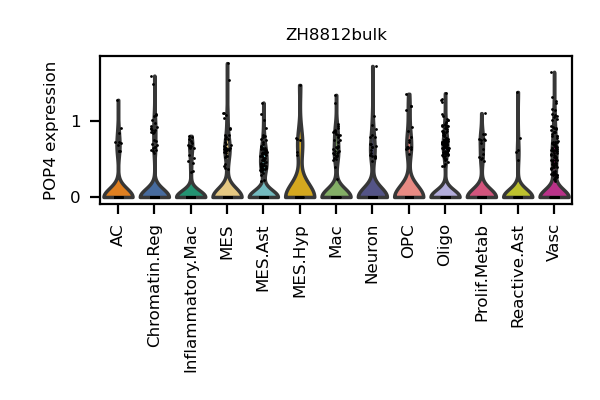 ZH8812bulk
POP4 expression
1
0
AC
Chromatin.Reg
Inflammatory.Mac
MES
MES.Ast
MES.Hyp
Mac
Neuron
OPC
Oligo
Prolif.Metab
Reactive.Ast
Vasc